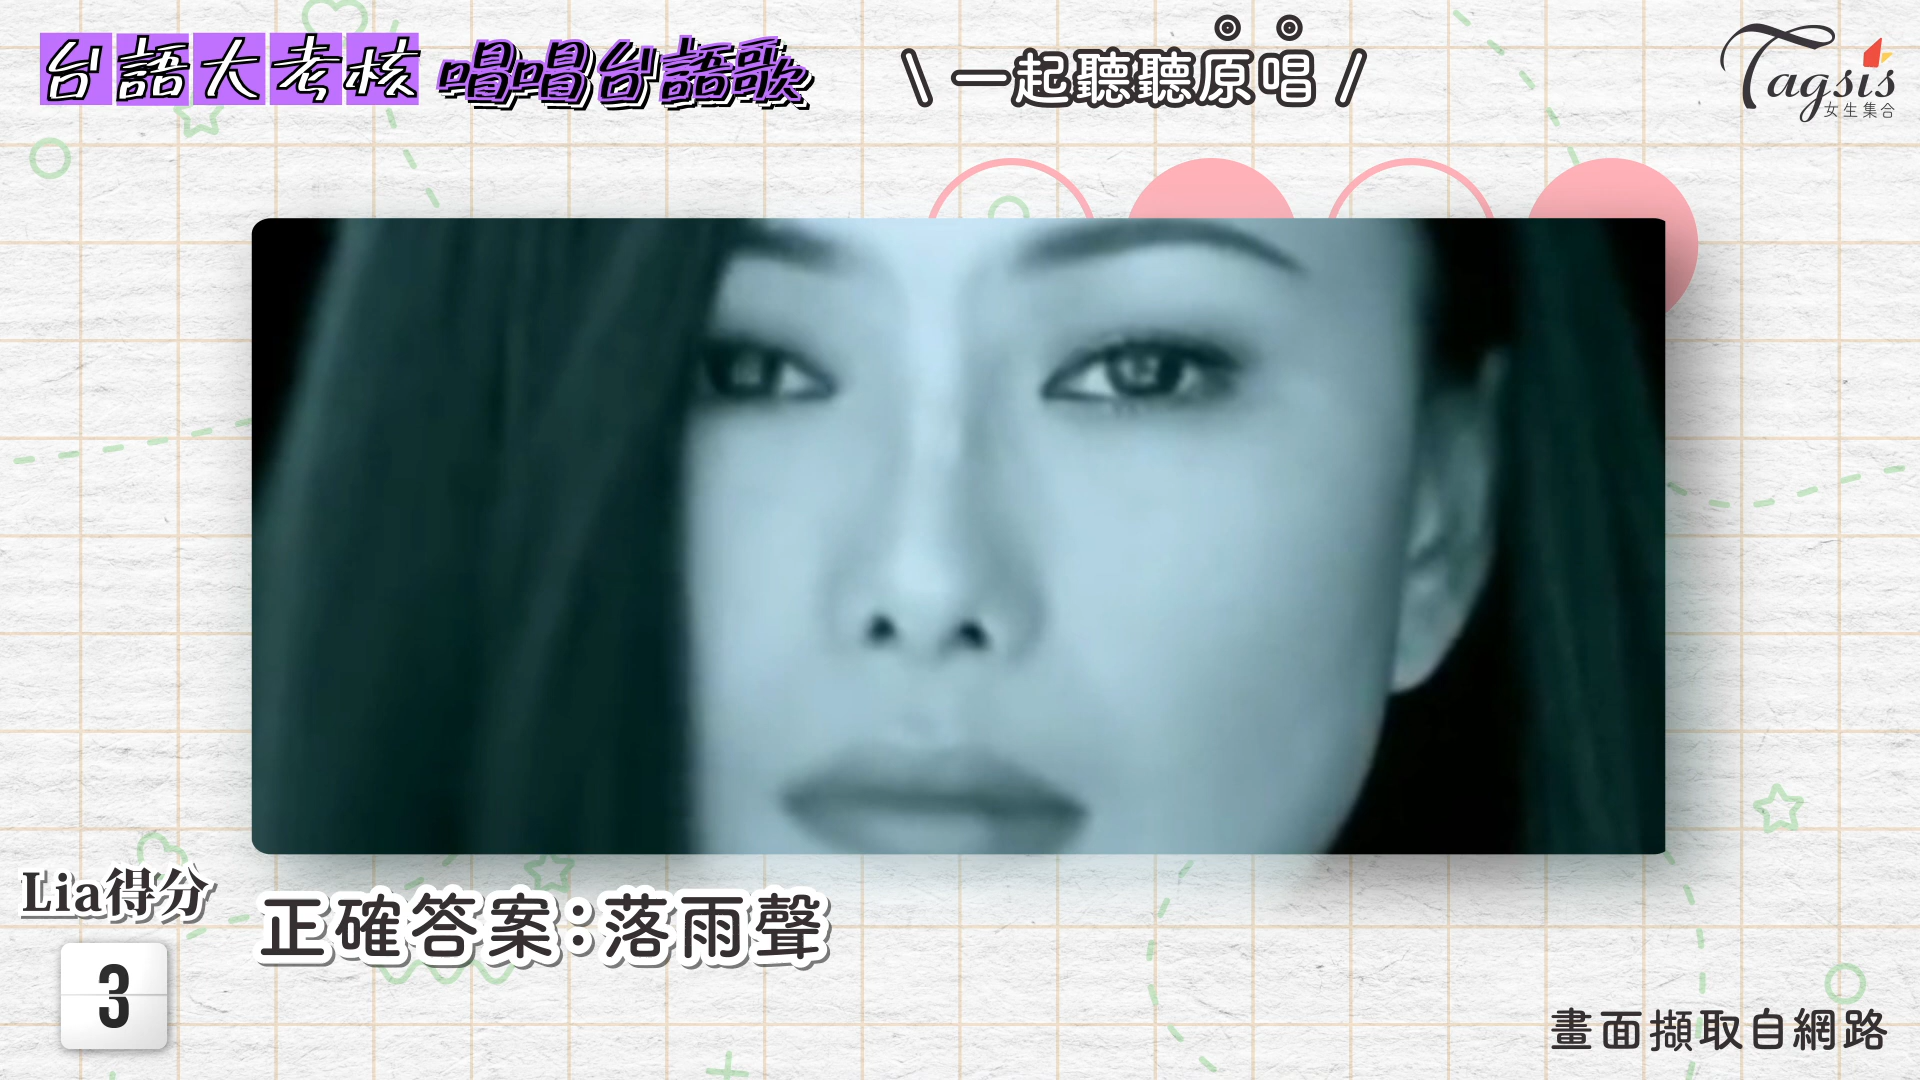 台語大考核 唱唱台語歌
\ 一起聽聽原唱 /
Tagsis
女生集合
Lia得分
3
正確答案:落雨聲
畫面擷取自網路